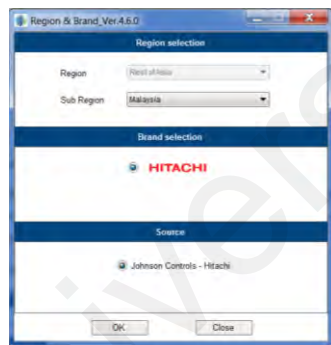 Region & Brand_Ver.4.6.0
Region selection
Region Rest of Asia
Sub Region Malaysia
Brand selection
HITACHI
Source
Johnson Controls - Hitachi
OK Close